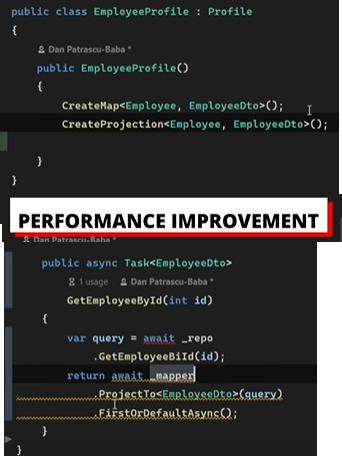 public class EmployeeProfile : Profile
{
Dan Patrascu-Baba *
public EmployeeProfile()
{
CreateMap<Employee, EmployeeDto>();
CreateProjection<Employee, EmployeeDto>();
}
}
PERFORMANCE IMPROVEMENT
Dan Patrascu-Baba *
public async Task<EmployeeDto>
1 usage Dan Patrascu-Baba *
GetEmployeeById(int id)
{
var query = await _repo
.GetEmployeeBiId(id);
return await _mapper
.ProjectTo<EmployeeDto>(query)
.FirstOrDefaultAsync();
}
}